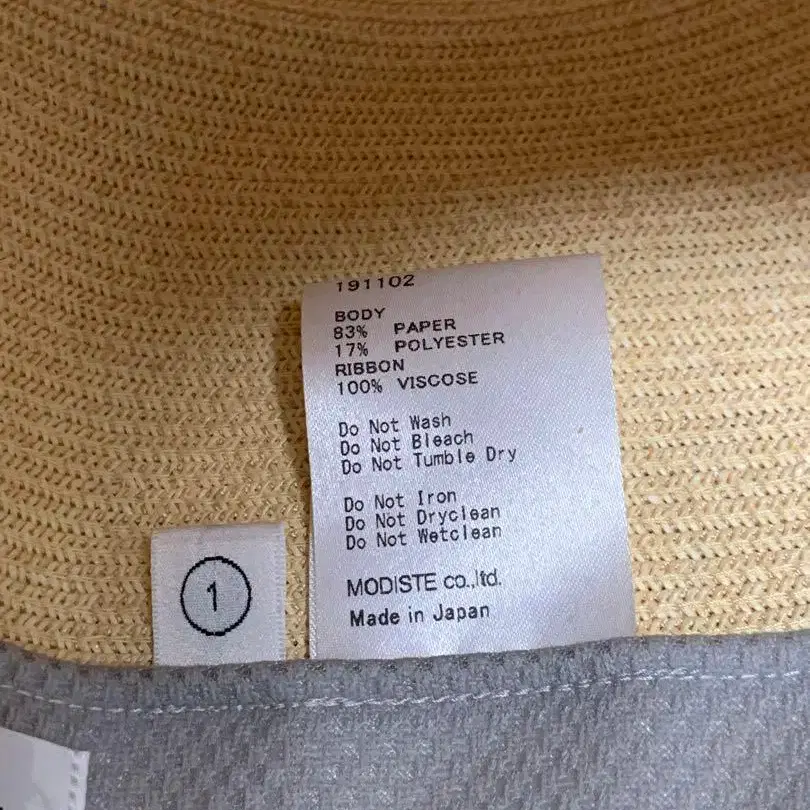 191102
BODY
83% PAPER
17% POLYESTER
RIBBON
100% VISCOSE
Do Not Wash
Do Not Bleach
Do Not Tumble Dry
Do Not Iron
Do Not Dryclean
Do Not Wetclean
MODISTE co.,ltd.
Made in Japan
1